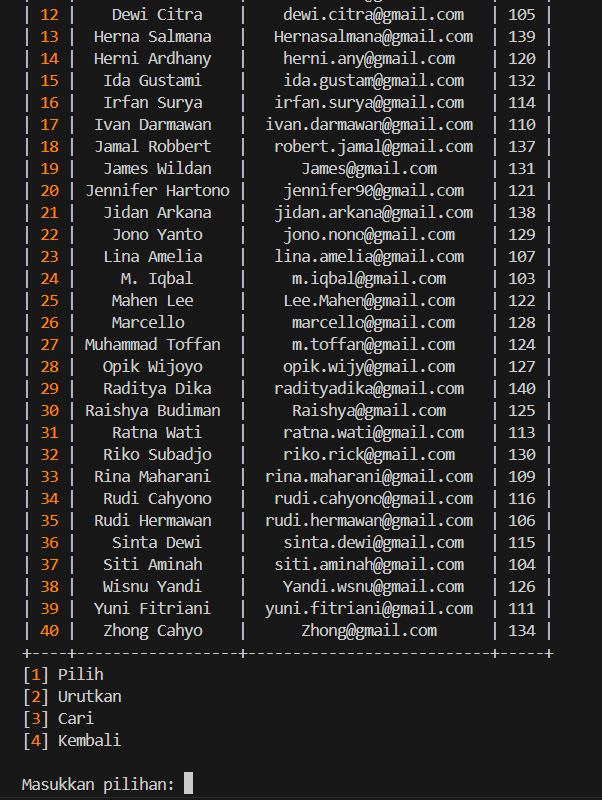 | 12 | Dewi Citra | dewi.citra@gmail.com | 105 |
| 13 | Herna Salmana | Hernasalmana@gmail.com | 139 |
| 14 | Herni Ardhany | herni.any@gmail.com | 120 |
| 15 | Ida Gustami | ida.gustam@gmail.com | 132 |
| 16 | Irfan Surya | irfan.surya@gmail.com | 114 |
| 17 | Ivan Darmawan | ivan.darmawan@gmail.com | 110 |
| 18 | Jamal Robbert | robert.jamal@gmail.com | 137 |
| 19 | James Wildan | James@gmail.com | 131 |
| 20 | Jennifer Hartono | jennifer90@gmail.com | 121 |
| 21 | Jidan Arkana | jidan.arkana@gmail.com | 138 |
| 22 | Jono Yanto | jono.nono@gmail.com | 129 |
| 23 | Lina Amelia | lina.amelia@gmail.com | 107 |
| 24 | M. Iqbal | m.iqbal@gmail.com | 103 |
| 25 | Mahen Lee | Lee.Mahen@gmail.com | 122 |
| 26 | Marcello | marcello@gmail.com | 128 |
| 27 | Muhammad Toffan | m.toffan@gmail.com | 124 |
| 28 | Opik Wijoyo | opik.wijy@gmail.com | 127 |
| 29 | Raditya Dika | radityadika@gmail.com | 140 |
| 30 | Raishya Budiman | Raishya@gmail.com | 125 |
| 31 | Ratna Wati | ratna.wati@gmail.com | 113 |
| 32 | Riko Subadjo | riko.rick@gmail.com | 130 |
| 33 | Rina Maharani | rina.maharani@gmail.com | 109 |
| 34 | Rudi Cahyono | rudi.cahyono@gmail.com | 116 |
| 35 | Rudi Hermawan | rudi.hermawan@gmail.com | 106 |
| 36 | Sinta Dewi | sinta.dewi@gmail.com | 115 |
| 37 | Siti Aminah | siti.aminah@gmail.com | 104 |
| 38 | Wisnu Yandi | Yandi.wsnu@gmail.com | 126 |
| 39 | Yuni Fitriani | yuni.fitriani@gmail.com | 111 |
| 40 | Zhong Cahyo | Zhong@gmail.com | 134 |
+----+------------------+---------------------------+-----+
[1] Pilih
[2] Urutkan
[3] Cari
[4] Kembali
Masukkan pilihan: